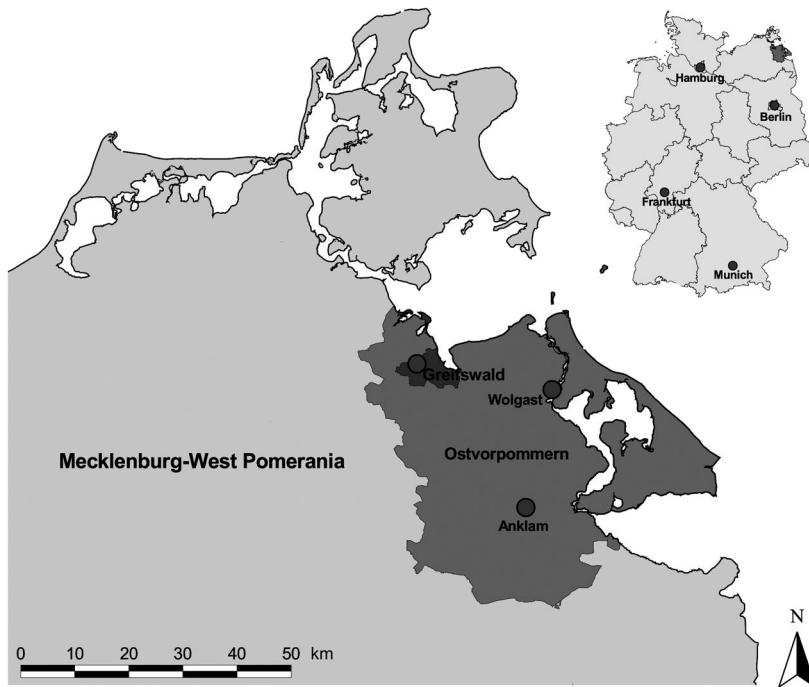 Hamburg
Berlin
Frankfurt
Munich
Greifswald
Wolgast
Mecklenburg-West Pomerania
Ostvorpommern
Anklam
N
0 10 20 30 40 50 km